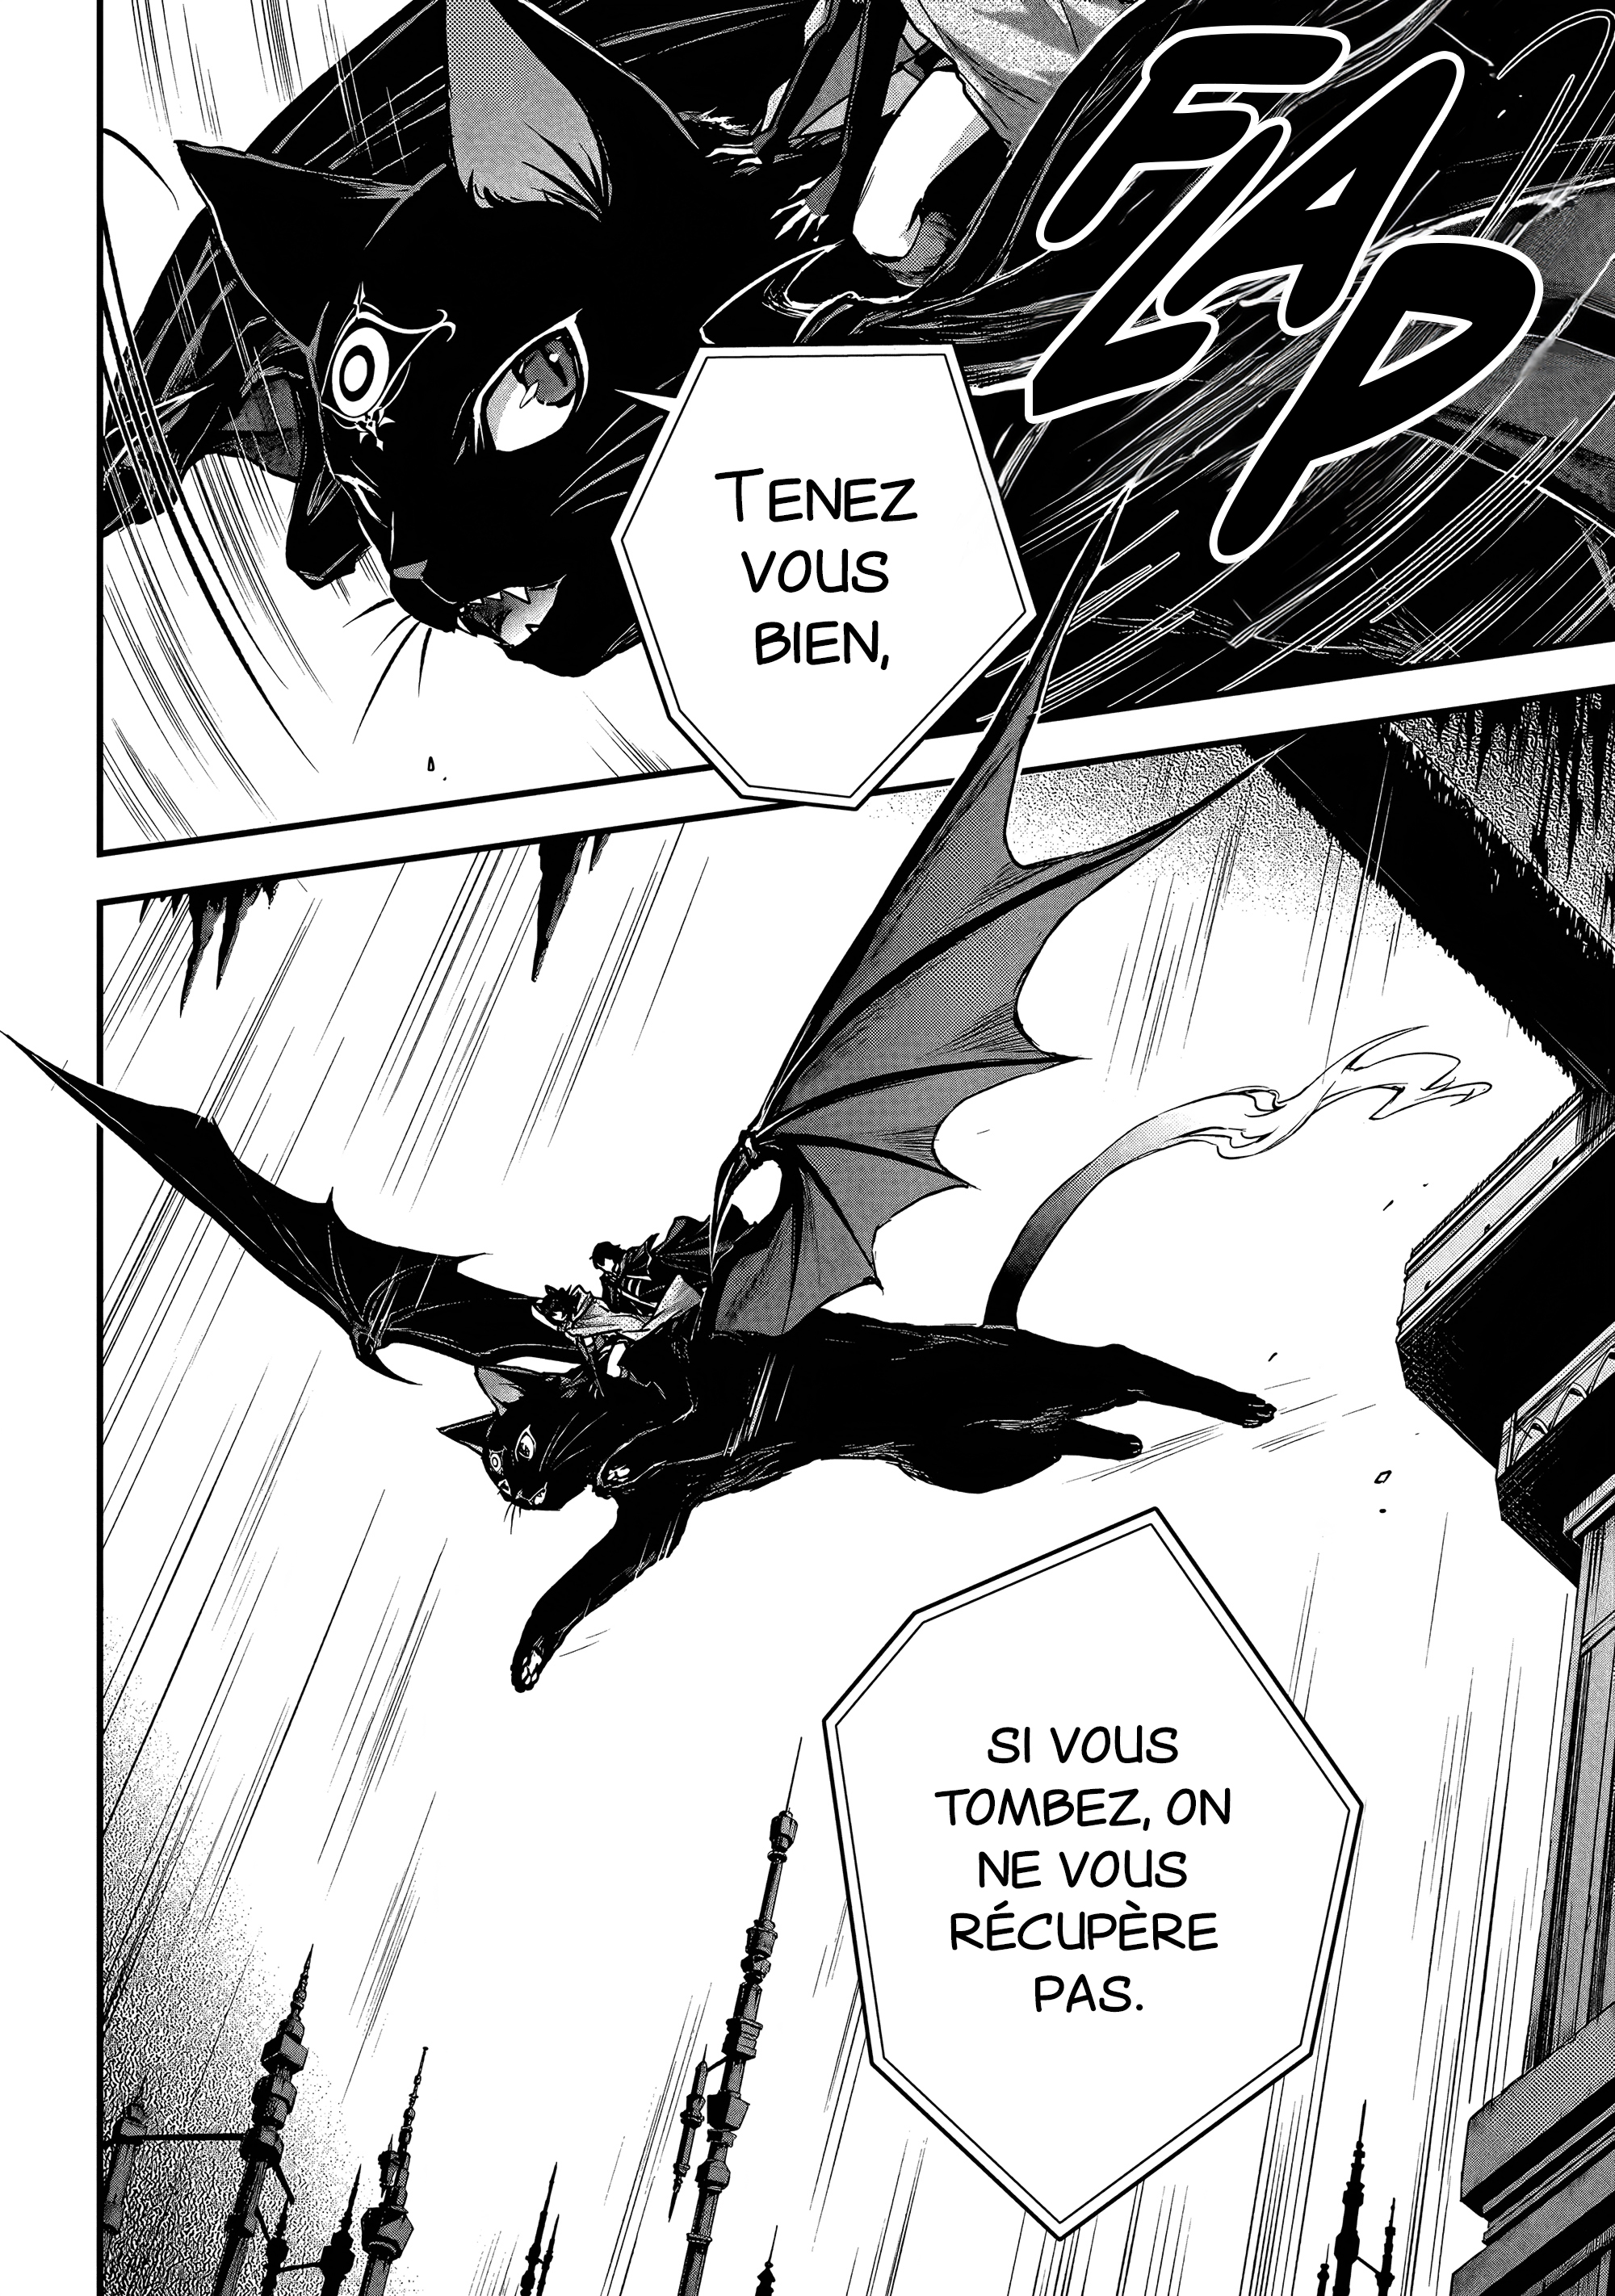 FLAP
TENEZ
VOUS
BIEN,
SI VOUS
TOMBEZ, ON
NE VOUS
RÉCUPÈRE
PAS.